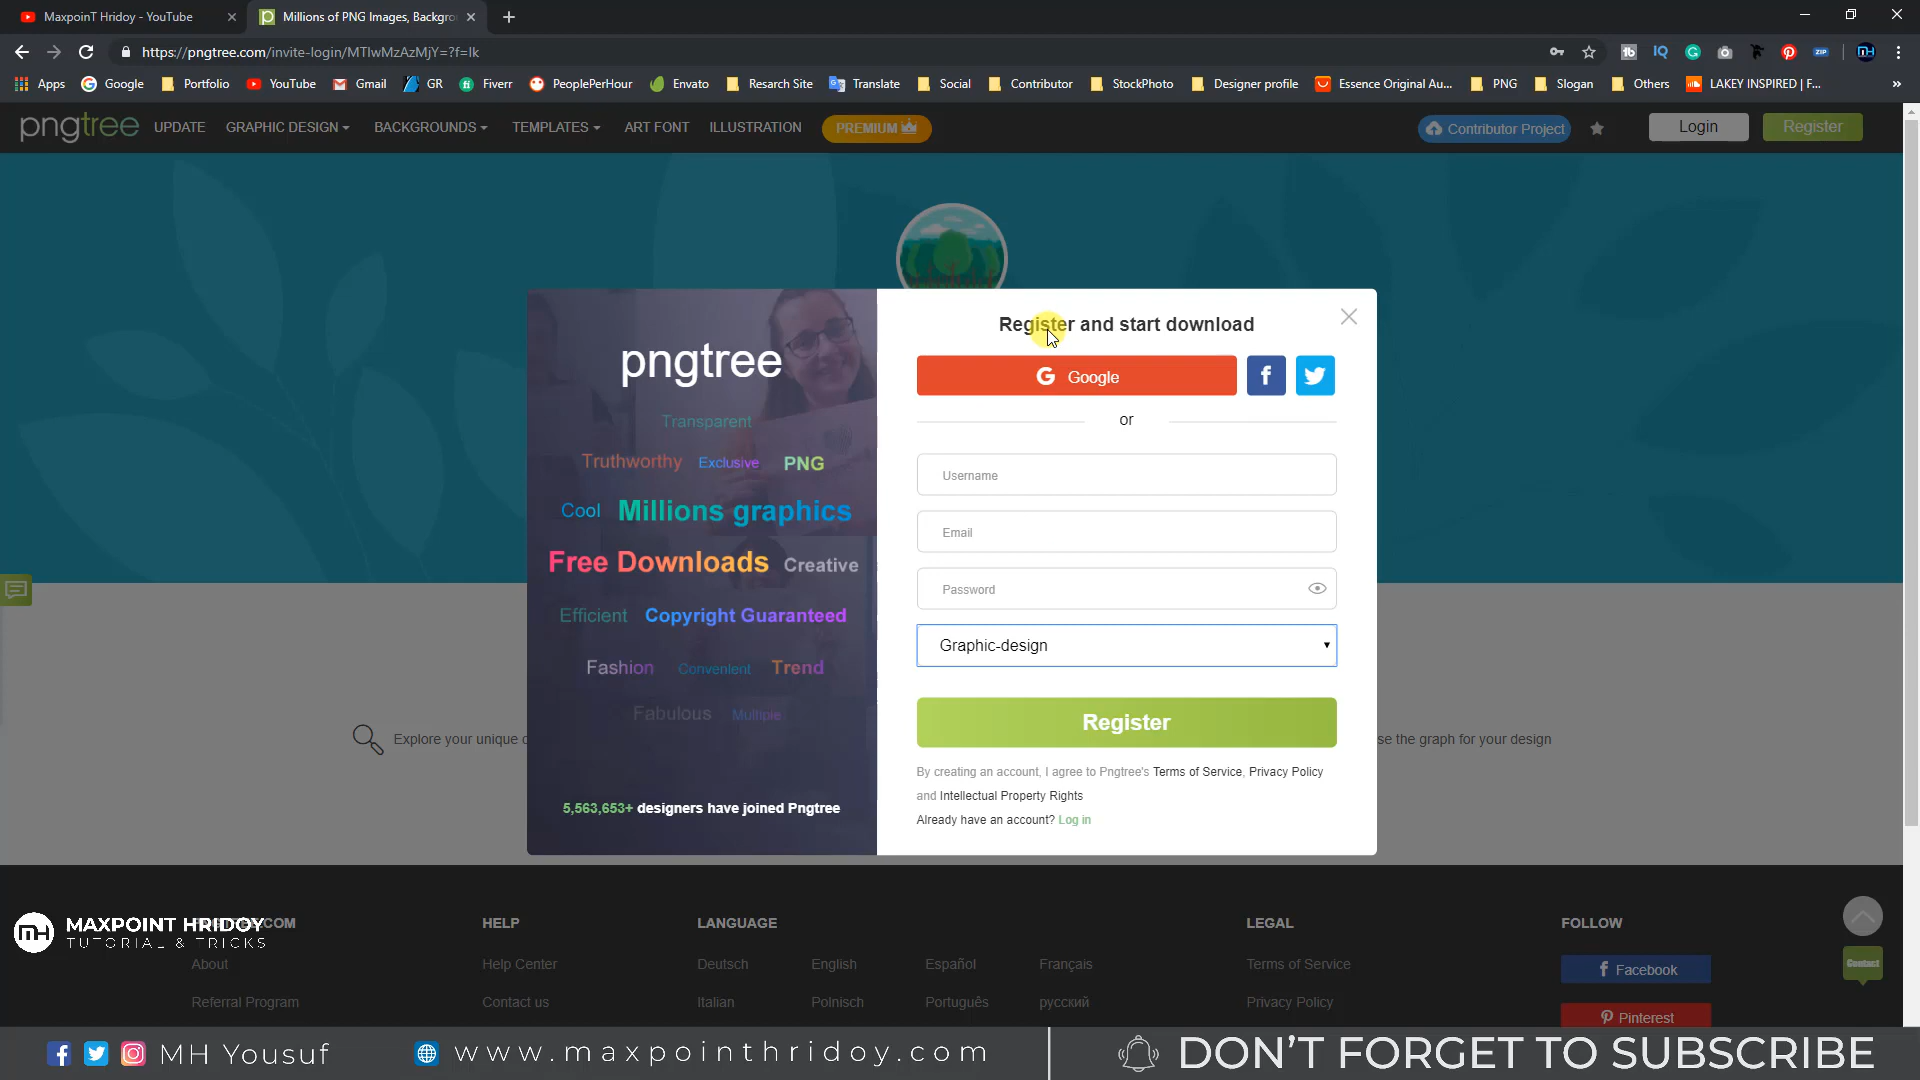 MaxpoinT Hridoy - YouTube
Millions of PNG Images, Backgro
https://pngtree.com/invite-login/MTIwMzAzMjY=?f=lk
Apps Google Portfolio YouTube Gmail GR Fiverr PeoplePerHour Envato Resarch Site Translate Social Contributor StockPhoto Designer profile Essence Original Au... PNG Slogan Others LAKEY INSPIRED | F... »
pngtree UPDATE GRAPHIC DESIGN BACKGROUNDS TEMPLATES ART FONT ILLUSTRATION PREMIUM Contributor Project Login Register
Register and start download
Google
or
Username
Email
Password
Graphic-design
Register
By creating an account, I agree to Pngtree's Terms of Service, Privacy Policy
and Intellectual Property Rights
Already have an account? Log in
pngtree
Transparent
Truthworthy Exclusive PNG
Cool Millions graphics
Free Downloads Creative
Efficient Copyright Guaranteed
Fashion Convenient Trend
Fabulous Multiple
5,563,653+ designers have joined Pngtree
Explore your unique
se the graph for your design
MAXPOINT HRIDOY
TUTORIAL & TRICKS
.COM HELP LANGUAGE LEGAL FOLLOW
About Help Center Deutsch English Español Français Terms of Service Facebook
Referral Program Contact us Italian Polnisch Português русский Privacy Policy Pinterest
Contact
MH Yousuf
www.maxpointhridoy.com
DON'T FORGET TO SUBSCRIBE